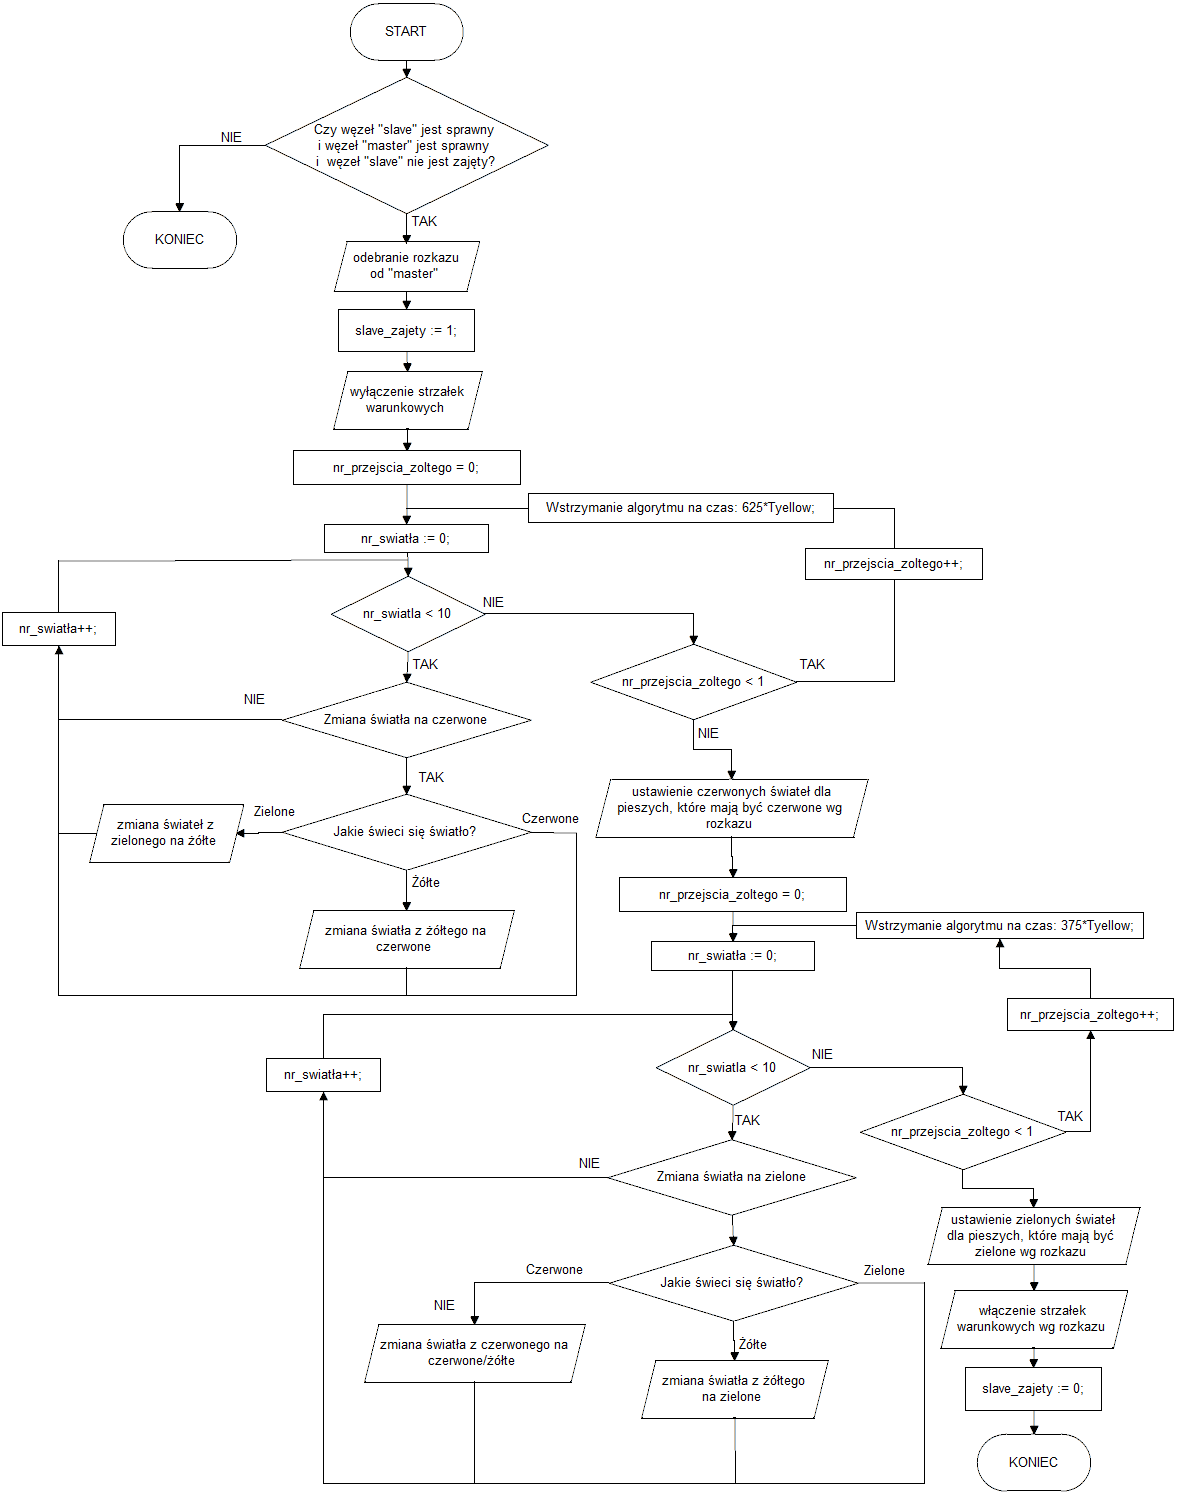 START
Czy węzeł "slave" jest sprawny
i węzeł "master" jest sprawny
i węzeł "slave" nie jest zajęty?
NIE
KONIEC
TAK
odebranie rozkazu
od "master"
slave_zajety := 1;
wyłączenie strzałek
warunkowych
nr_przejscia_zoltego = 0;
Wstrzymanie algorytmu na czas: 625*Tyellow;
nr_swiatła := 0;
nr_przejscia_zoltego++;
nr_swiatla < 10
NIE
nr_swiatła++;
TAK
nr_przejscia_zoltego < 1
TAK
NIE
Zmiana światła na czerwone
NIE
TAK
ustawienie czerwonych świateł dla
pieszych, które mają być czerwone wg
rozkazu
Zielone
zmiana świateł z
zielonego na żółte
Jakie świeci się światło?
Czerwone
Żółte
zmiana światła z żółtego na
czerwone
nr_przejscia_zoltego = 0;
Wstrzymanie algorytmu na czas: 375*Tyellow;
nr_swiatła := 0;
nr_przejscia_zoltego++;
nr_swiatla < 10
NIE
nr_swiatła++;
TAK
nr_przejscia_zoltego < 1
TAK
NIE
Zmiana światła na zielone
ustawienie zielonych świateł
dla pieszych, które mają być
zielone wg rozkazu
Czerwone
Jakie świeci się światło?
Zielone
NIE
zmiana światła z czerwonego na
czerwone/żółte
Żółte
zmiana światła z żółtego
na zielone
włączenie strzałek
warunkowych wg rozkazu
slave_zajety := 0;
KONIEC